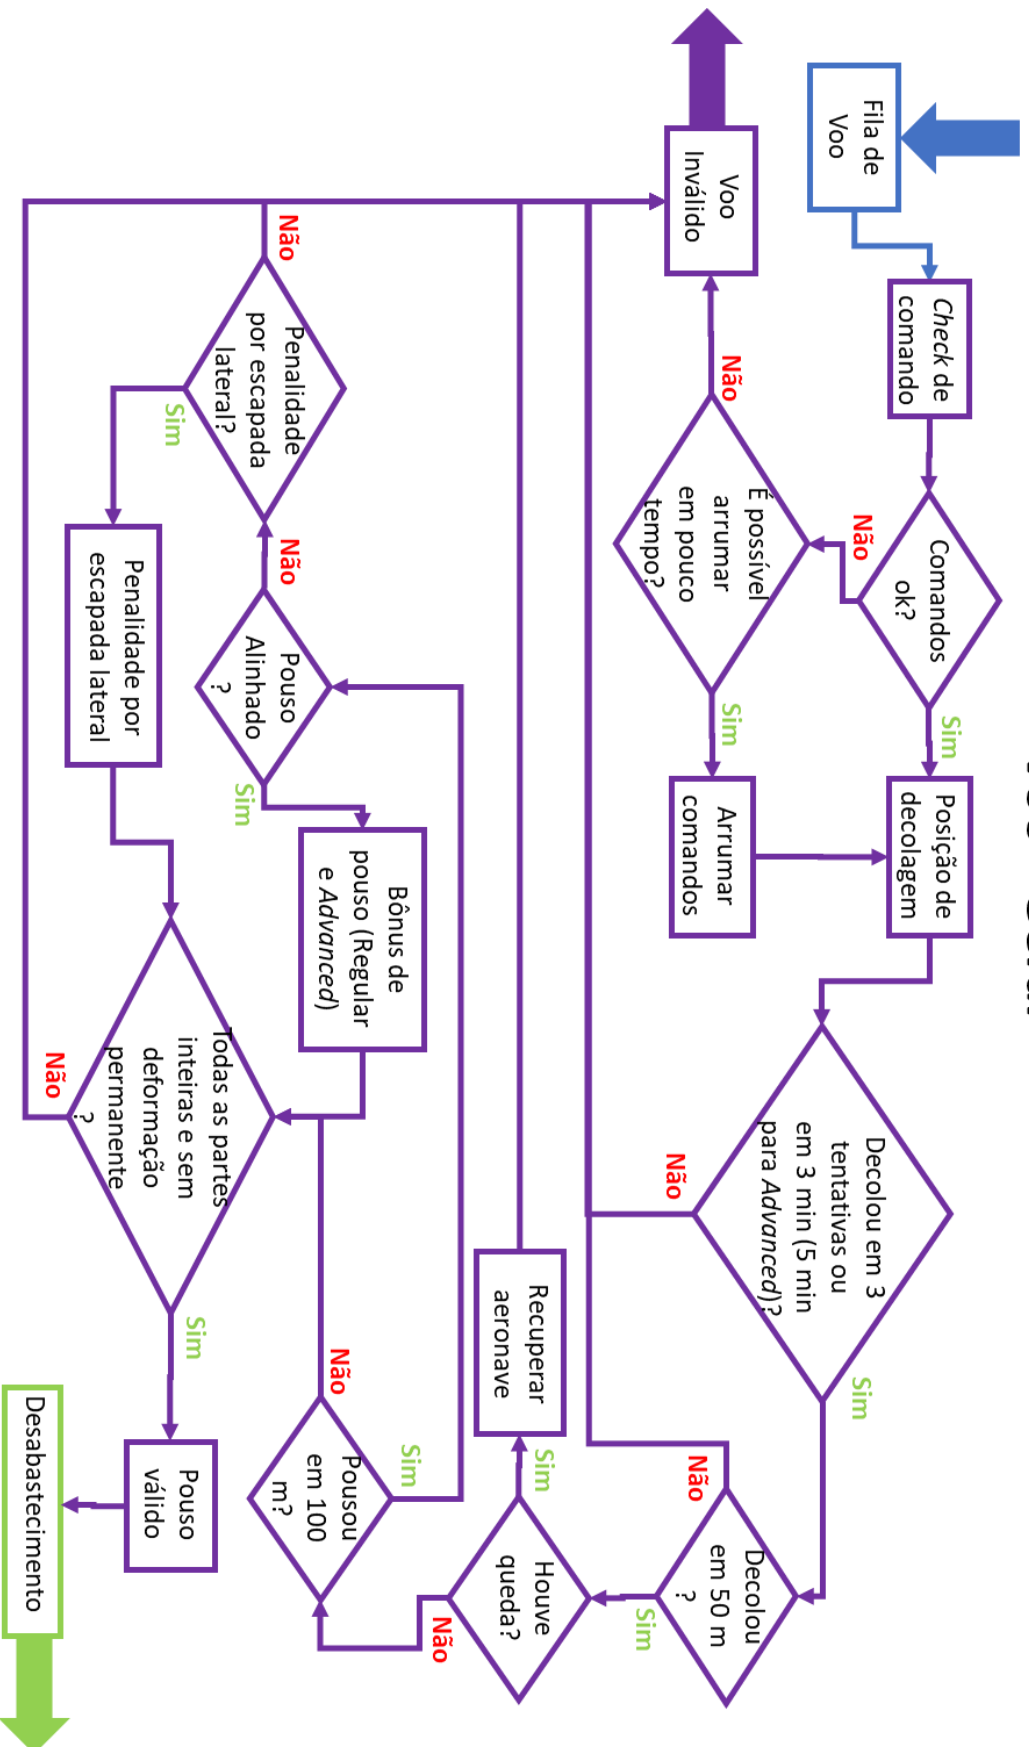 Fila de
Voo
Check de
comando
Comandos
ok?
Sim
Não
Posição de
decolagem
Voo
Inválido
Não
É possível
arrumar
em pouco
tempo?
Sim
Arrumar
comandos
Decolou em 3
tentativas ou
em 3 min (5 min
para Advanced)?
Sim
Não
Decolou
em 50 m
?
Não
Sim
Houve
queda?
Sim
Não
Recuperar
aeronave
Pousou
em 100
m?
Sim
Não
Pouso
Alinhado
?
Não
Sim
Bônus de
pouso (Regular
e Advanced)
Penalidade
por escapada
lateral?
Não
Sim
Penalidade por
escapada lateral
Todas as partes
inteiras e sem
deformação
permanente
?
Não
Sim
Pouso
válido
Desabastecimento